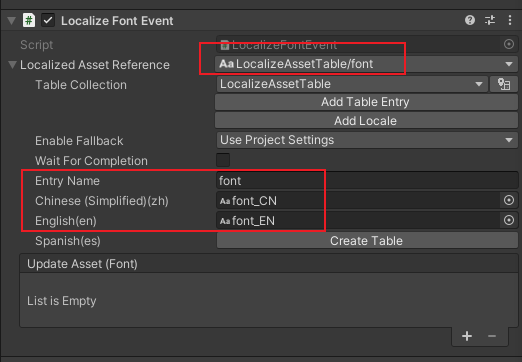 Localize Font Event
Script LocalizeFontEvent
Localized Asset Reference Aa LocalizeAssetTable/font
Table Collection LocalizeAssetTable
Add Table Entry
Add Locale
Enable Fallback Use Project Settings
Wait For Completion
Entry Name font
Chinese (Simplified)(zh) Aa font_CN
English(en) Aa font_EN
Spanish(es) Create Table
Update Asset (Font)
List is Empty